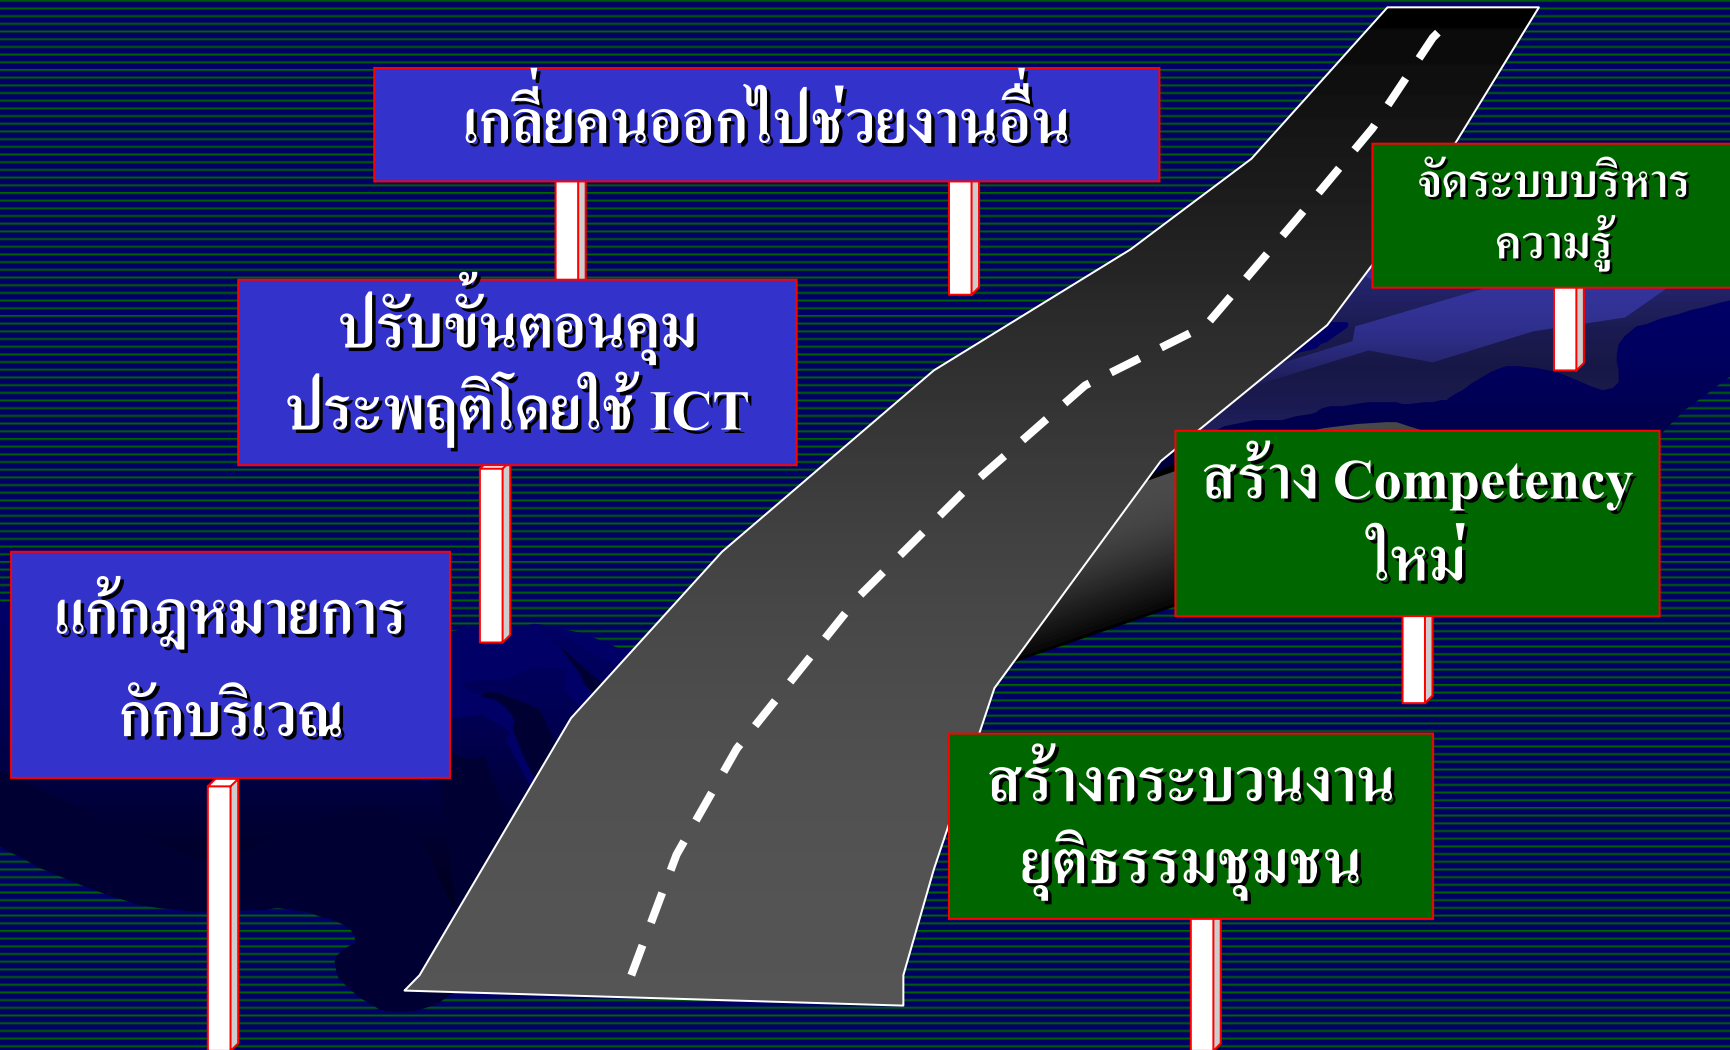 เกลี่ยคนออกไปช่วยงานอื่น
จัดระบบบริหาร
ความรู้
ปรับขั้นตอนคุม
ประพฤติโดยใช้ ICT
สร้าง Competency
ใหม่
แก้กฎหมายการ
กักบริเวณ
สร้างกระบวนงาน
ยุติธรรมชุมชน